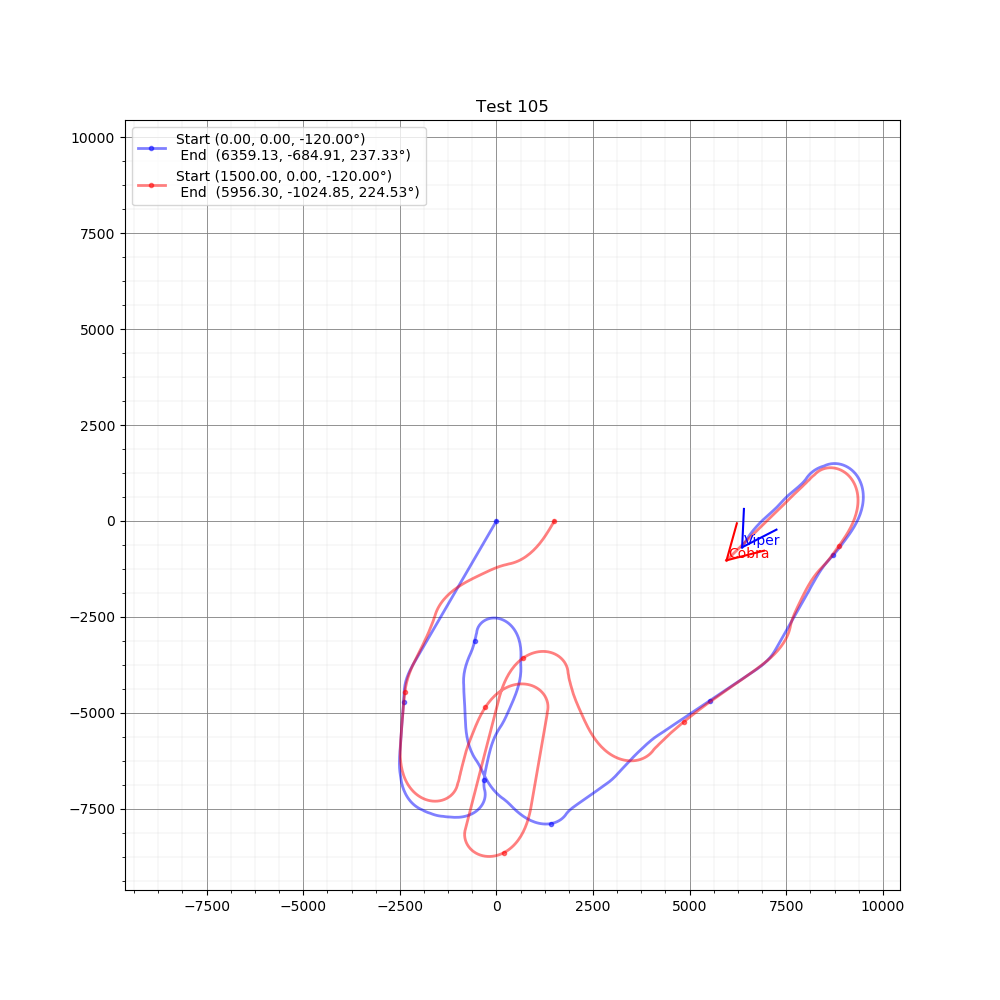 Test 105
Start (0.00, 0.00, -120.00°)
End (6359.13, -684.91, 237.33°)
Start (1500.00, 0.00, -120.00°)
End (5956.30, -1024.85, 224.53°)
10000
7500
5000
2500
0
−2500
−5000
−7500
Viper
Cobra
−7500 −5000 −2500 0 2500 5000 7500 10000